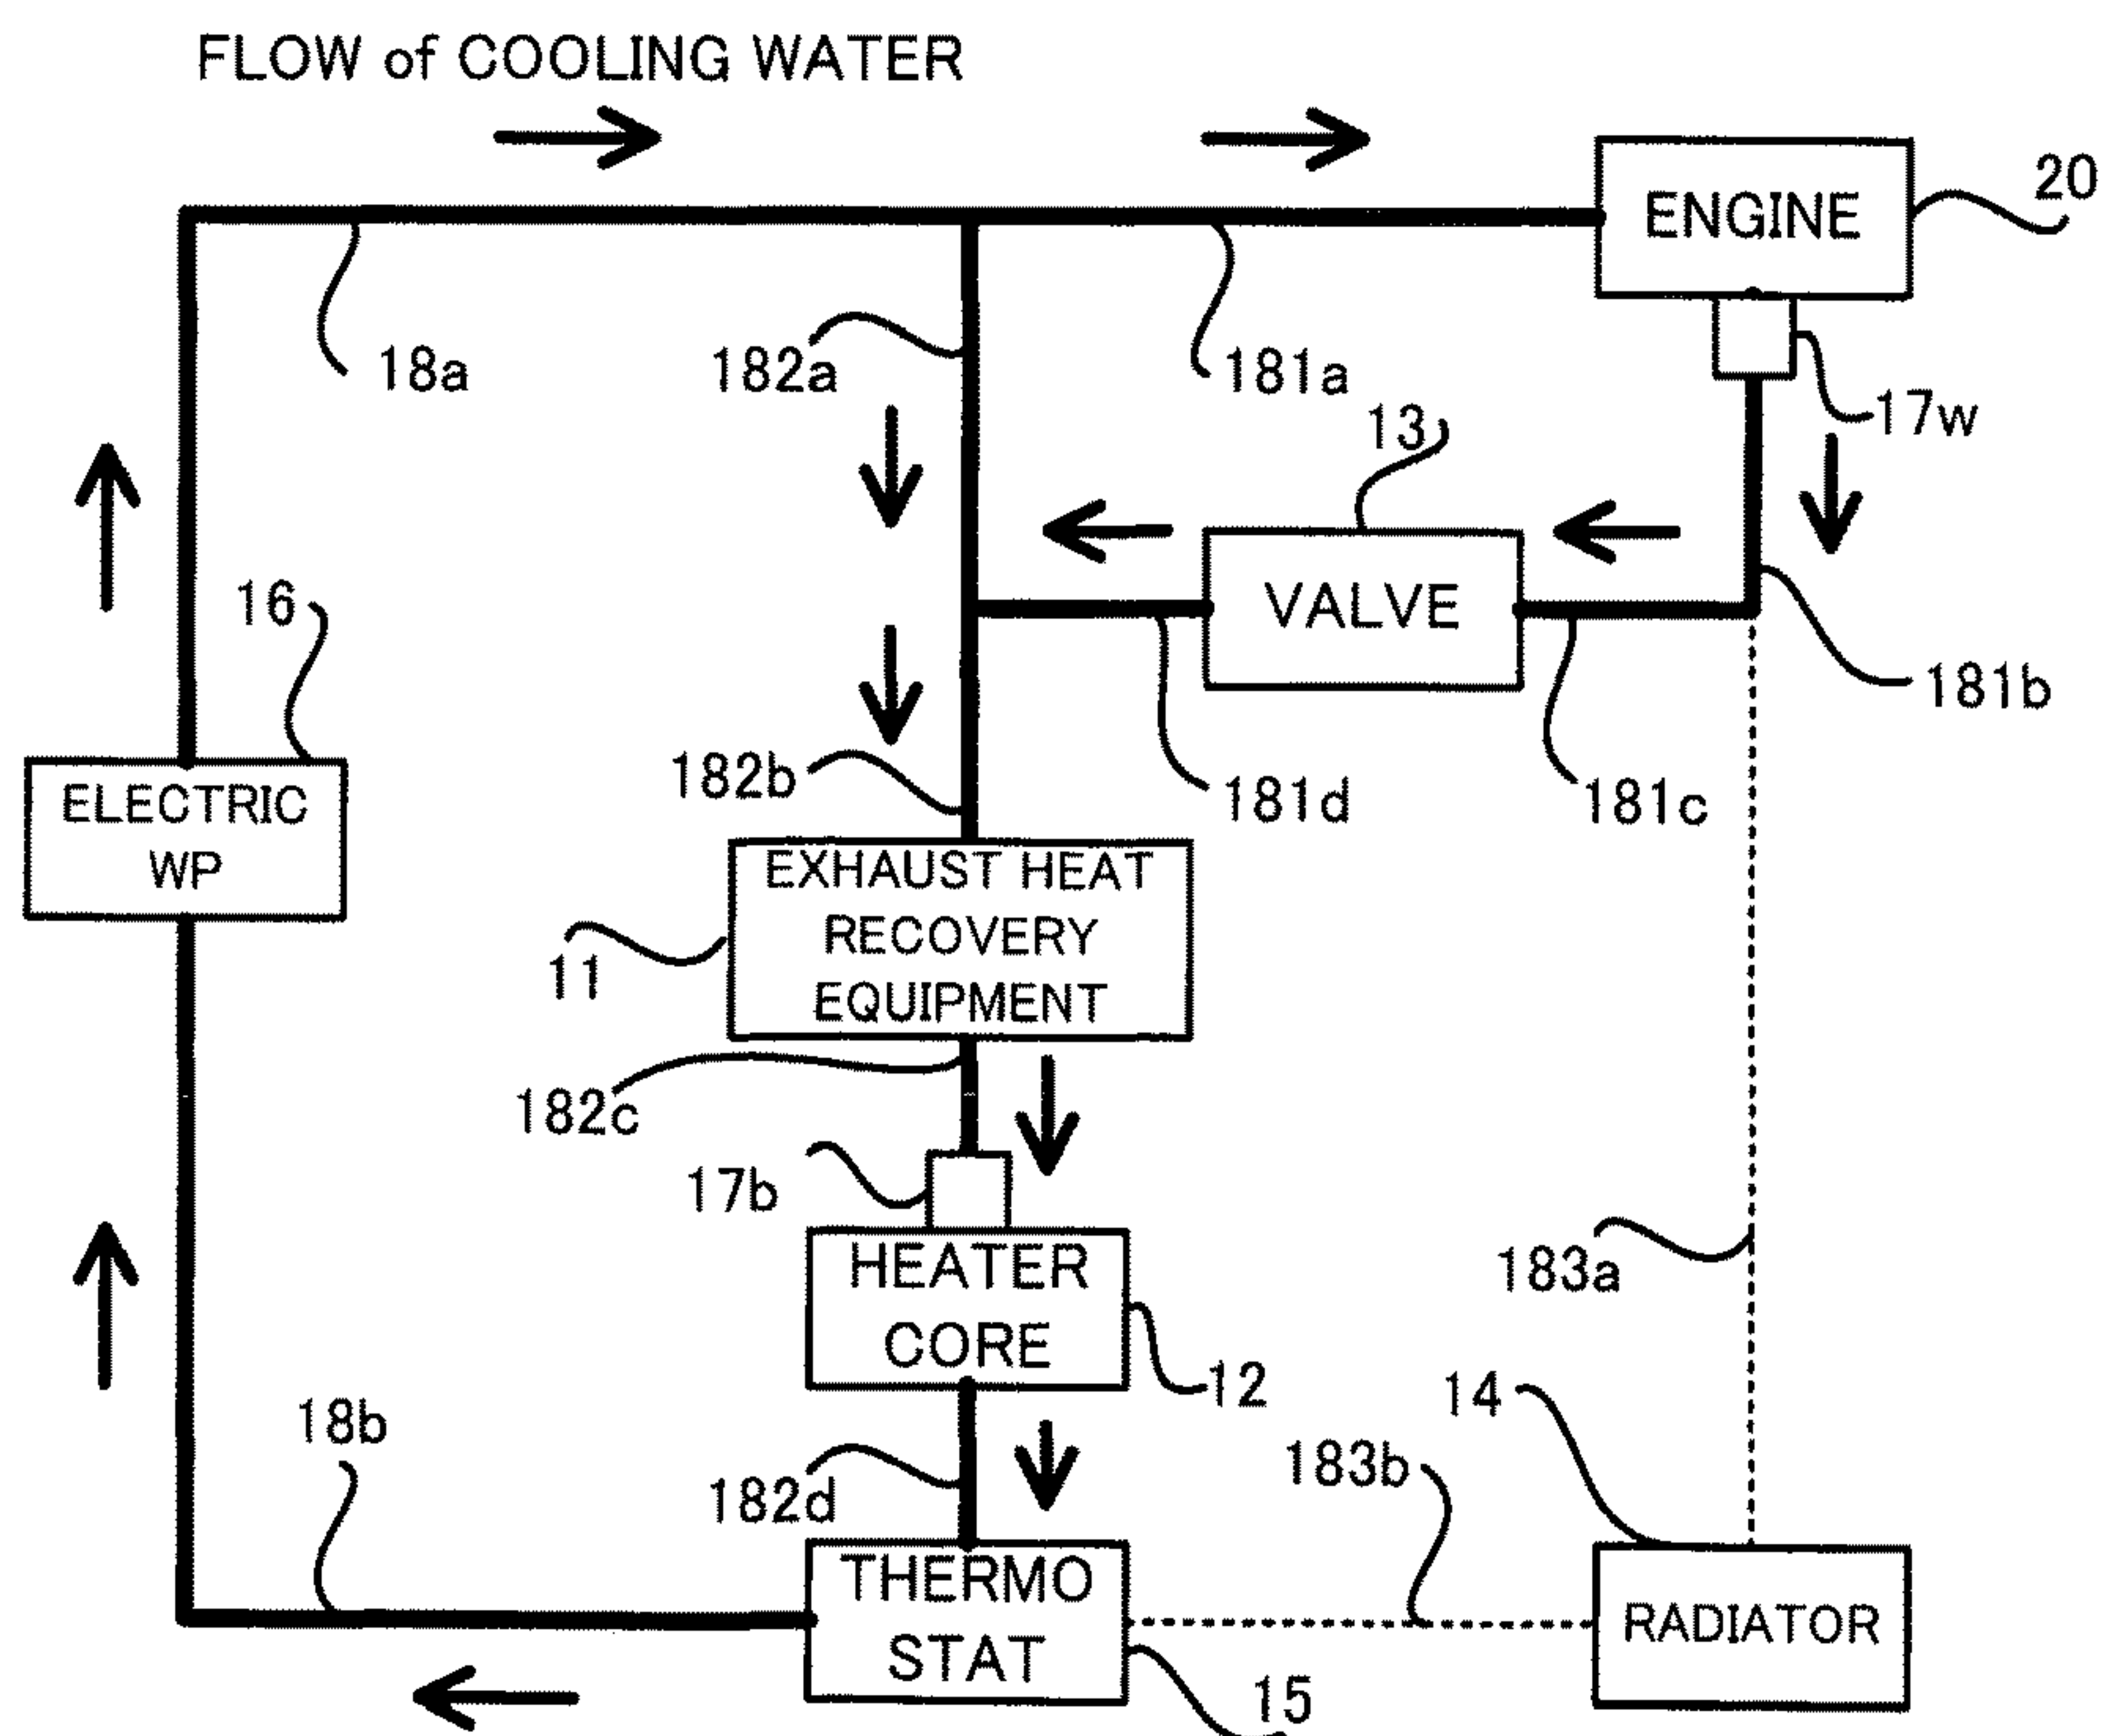 FLOW of COOLING WATER
ENGINE
20
18a
182a
181a
17w
13
VALVE
16
181b
182b
181d
181c
ELECTRIC
WP
EXHAUST HEAT
RECOVERY
EQUIPMENT
11
182c
17b
HEATER
CORE
183a
12
14
18b
183b
182d
THERMO
STAT
RADIATOR
15